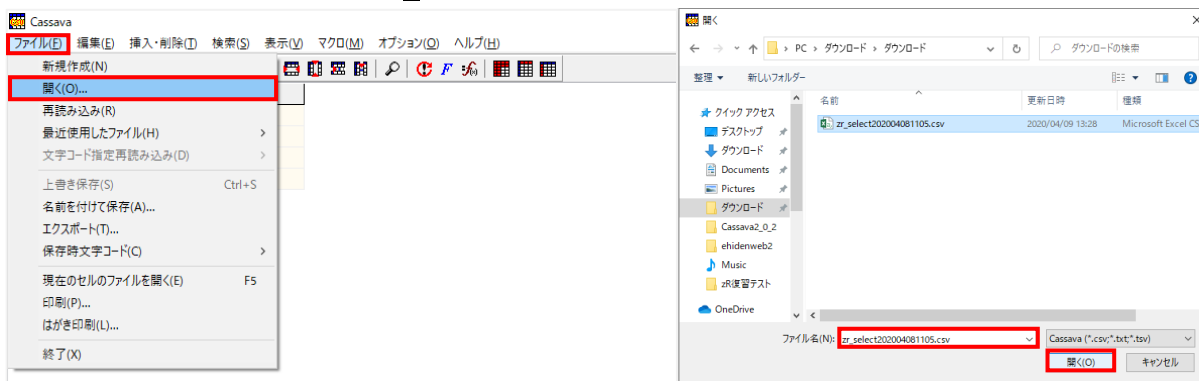 Cassava
ファイル(F) 編集(E) 挿入・削除(I) 検索(S) 表示(V) マクロ(M) オプション(O) ヘルプ(H)
新規作成(N)
開く(O)...
再読み込み(R)
最近使用したファイル(H)
文字コード指定再読み込み(D)
上書き保存(S) Ctrl+S
名前を付けて保存(A)...
エクスポート(T)...
保存時文字コード(C)
現在のセルのファイルを開く(E) F5
印刷(P)...
はがき印刷(L)...
終了(X)
開く
PC › ダウンロード › ダウンロード
ダウンロードの検索
整理 新しいフォルダー
名前 更新日時 種類
クイック アクセス
デスクトップ
ダウンロード
Documents
Pictures
ダウンロード
Cassava2_0_2
ehidenweb2
Music
zR復習テスト
OneDrive
zr_select202004081105.csv 2020/04/09 13:28 Microsoft Excel CS
ファイル名(N): zr_select202004081105.csv
Cassava (*.csv;*.txt;*.tsv)
開く(O) キャンセル